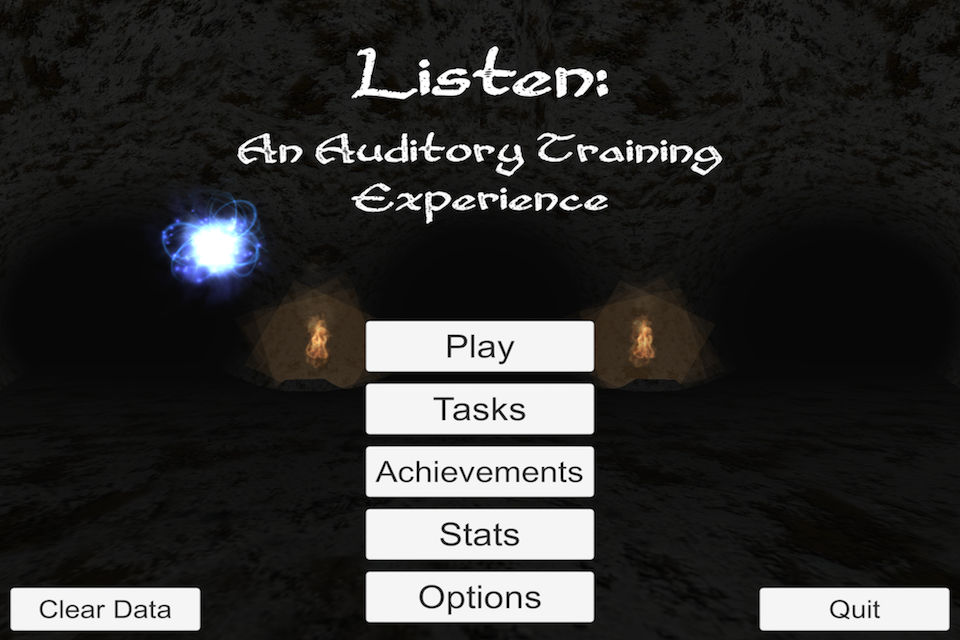 Listen:
An Auditory Training
Experience
Play
Tasks
Achievements
Stats
Options
Clear Data
Quit